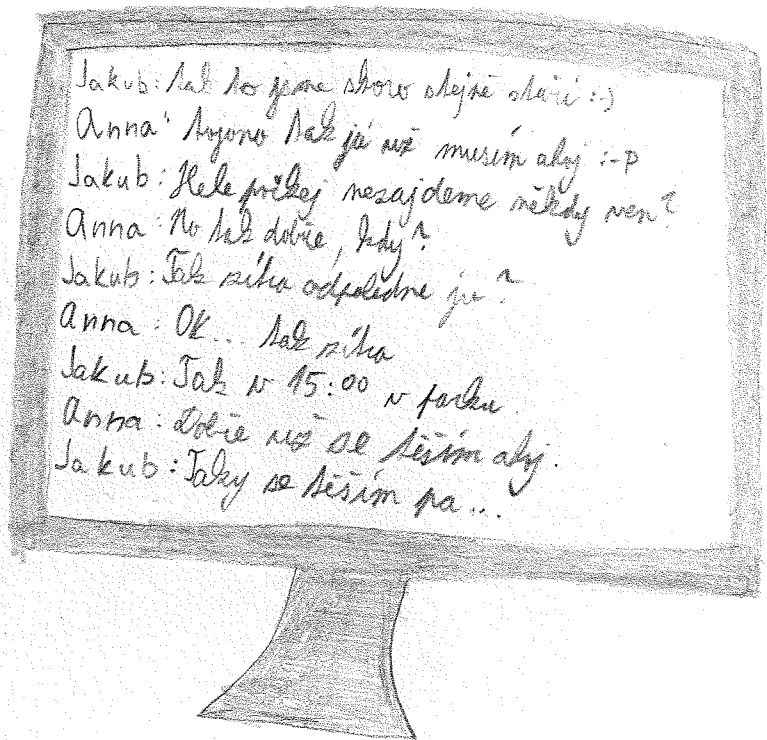 Jakub: tak to jsme skoro stejně staří :-)
Anna: tojono tak já už musím ahoj :-P
Jakub: Hele počkej nezajdeme někdy ven?
Anna: No tak dobře, kdy?
Jakub: Tak zítra odpoledne jo?
Anna: OK... tak zítra
Jakub: Tak v 15:00 v parku
Anna: Dobře už se těším ahoj.
Jakub: Taky se těším pa...